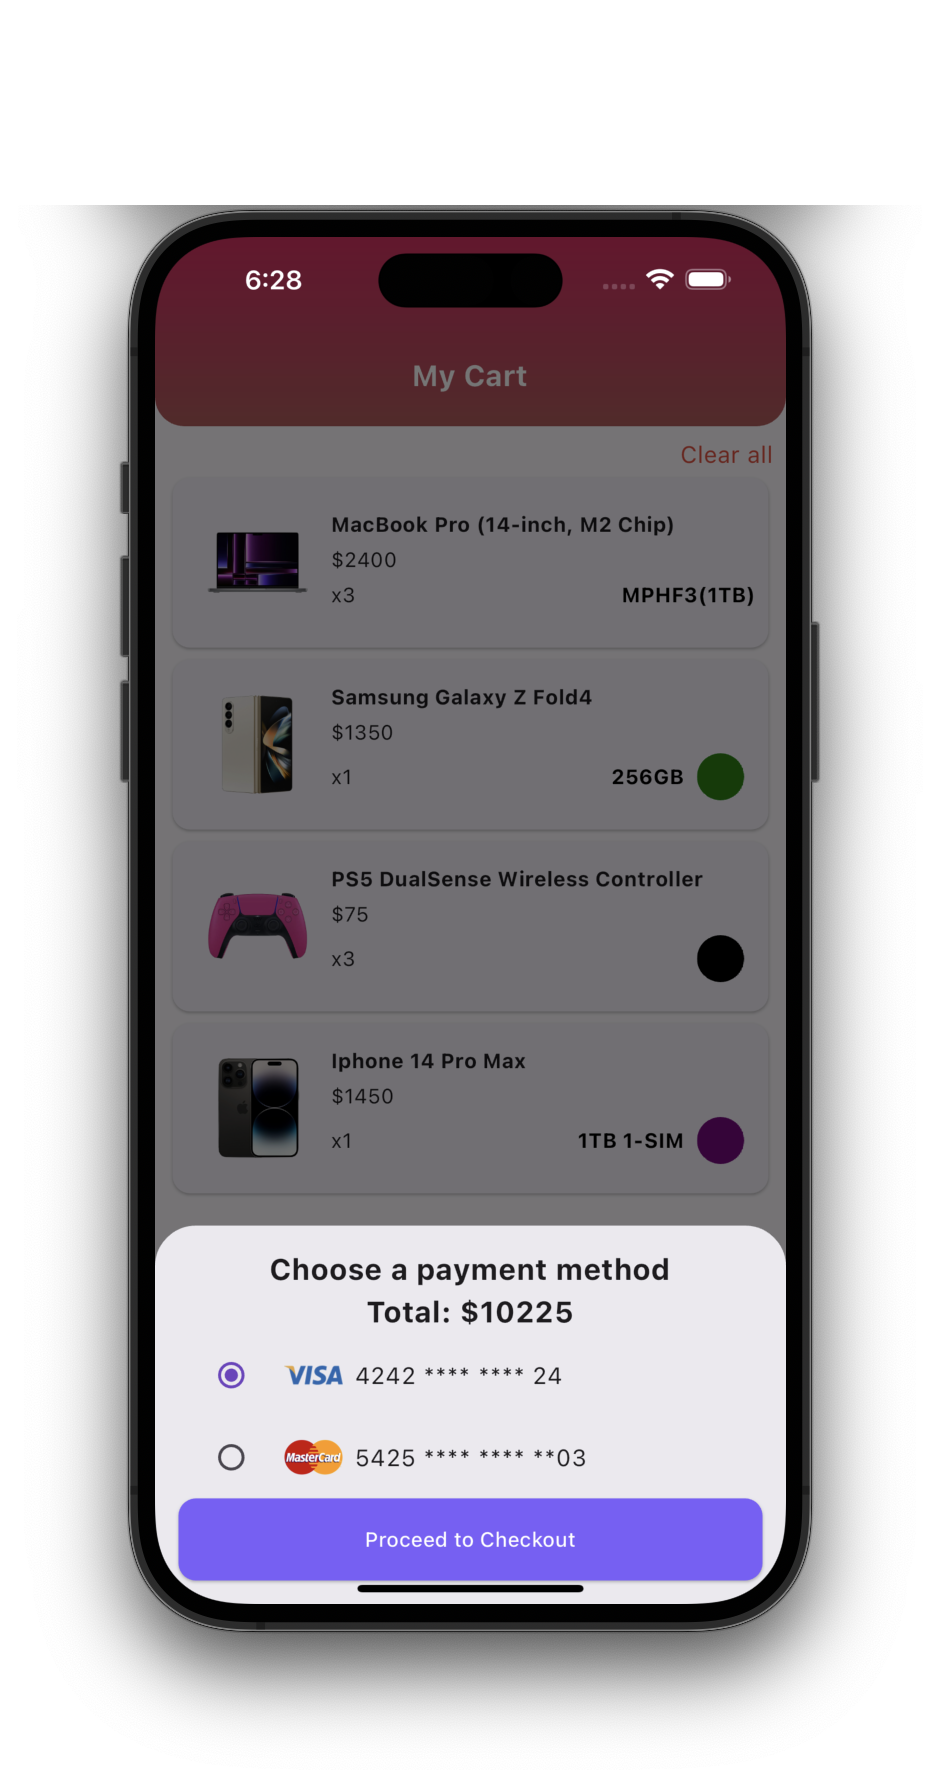 6:28
My Cart
Clear all
MacBook Pro (14-inch, M2 Chip)
$2400
x3 MPHF3(1TB)
Samsung Galaxy Z Fold4
$1350
x1 256GB
PS5 DualSense Wireless Controller
$75
x3
Iphone 14 Pro Max
$1450
x1 1TB 1-SIM
Choose a payment method
Total: $10225
VISA 4242 **** **** 24
MasterCard 5425 **** **** **03
Proceed to Checkout